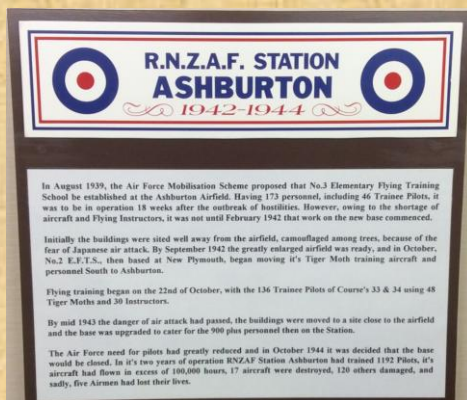 R.N.Z.A.F. STATION
ASHBURTON
1942-1944
In August 1939, the Air Force Mobilisation Scheme proposed that No.3 Elementary Flying Training
School be established at the Ashburton Airfield. Having 173 personnel, including 46 Trainee Pilots, it
was to be in operation 18 weeks after the outbreak of hostilities. However, owing to the shortage of
aircraft and Flying Instructors, it was not until February 1942 that work on the new base commenced.
Initially the buildings were sited well away from the airfield, camouflaged among trees, because of the
fear of Japanese air attack. By September 1942 the greatly enlarged airfield was ready, and in October,
No.2 E.F.T.S., then based at New Plymouth, began moving it's Tiger Moth training aircraft and
personnel South to Ashburton.
Flying training began on the 22nd of October, with the 136 Trainee Pilots of Course's 33 & 34 using 48
Tiger Moths and 30 Instructors.
By mid 1943 the danger of air attack had passed, the buildings were moved to a site close to the airfield
and the base was upgraded to cater for the 900 plus personnel then on the Station.
The Air Force need for pilots had greatly reduced and in October 1944 it was decided that the base
would be closed. In it's two years of operation RNZAF Station Ashburton had trained 1192 Pilots, it's
aircraft had flown in excess of 100,000 hours, 17 aircraft were destroyed, 120 others damaged, and
sadly, five Airmen had lost their lives.